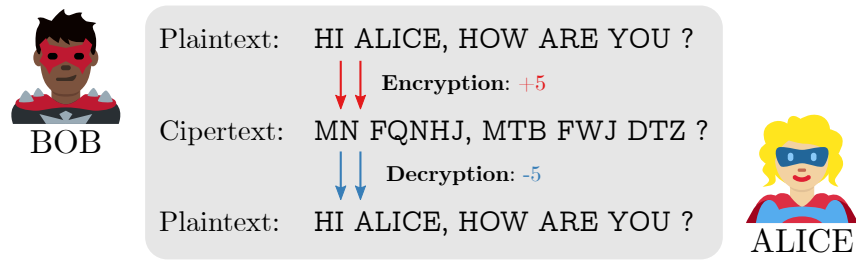 Plaintext: HI ALICE, HOW ARE YOU ?
Encryption: +5
BOB
Cipertext: MN FQNHJ, MTB FWJ DTZ ?
Decryption: -5
Plaintext: HI ALICE, HOW ARE YOU ?
ALICE